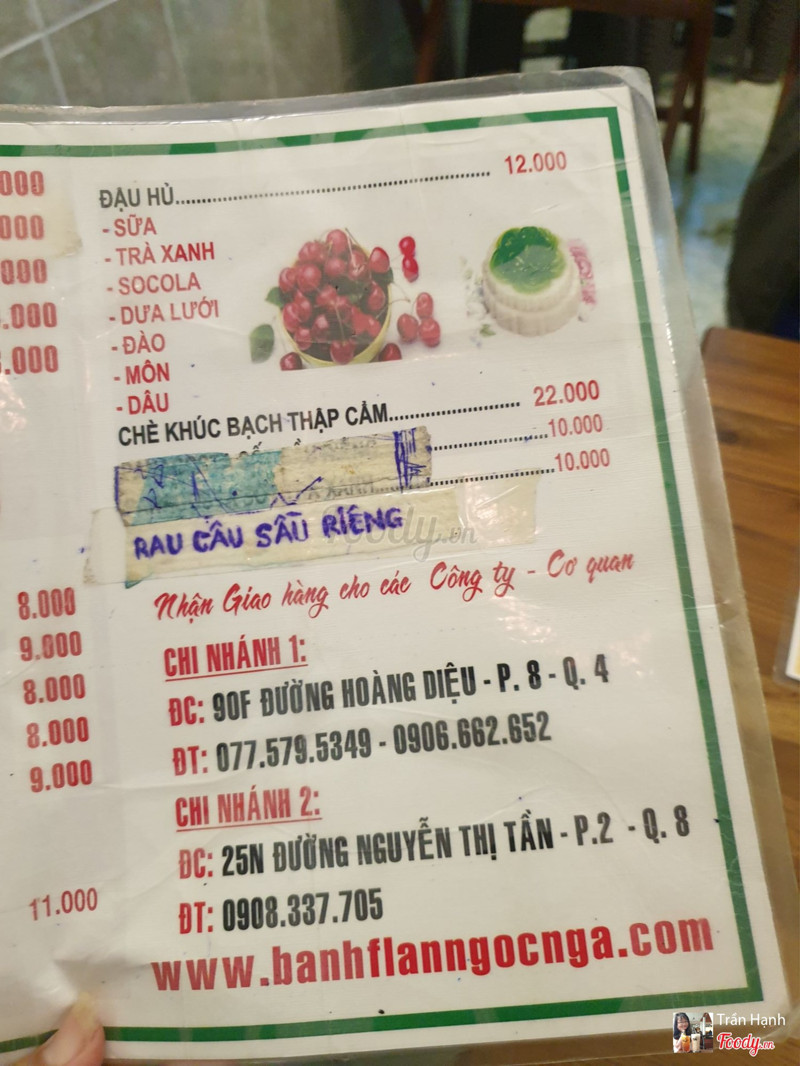 000
000
000
.000
.000
8.000
9.000
8.000
8.000
9.000
11.000
ĐẬU HỦ........................................................ 12.000
- SỮA
- TRÀ XANH
- SOCOLA
- DƯA LƯỚI
- ĐÀO
- MÔN
- DÂU
CHÈ KHÚC BẠCH THẬP CẨM........................ 22.000
10.000
XANH 10.000
RAU CÂU SẦU RIÊNG
Nhận Giao hàng cho các Công ty - Cơ quan
CHI NHÁNH 1:
ĐC: 90F ĐƯỜNG HOÀNG DIỆU - P. 8 - Q. 4
ĐT: 077.579.5349 - 0906.662.652
CHI NHÁNH 2:
ĐC: 25N ĐƯỜNG NGUYỄN THỊ TẦN - P.2 - Q. 8
ĐT: 0908.337.705
www.banhflanngocnga.com
Foody.vn
Trần Hạnh
Foody.vn